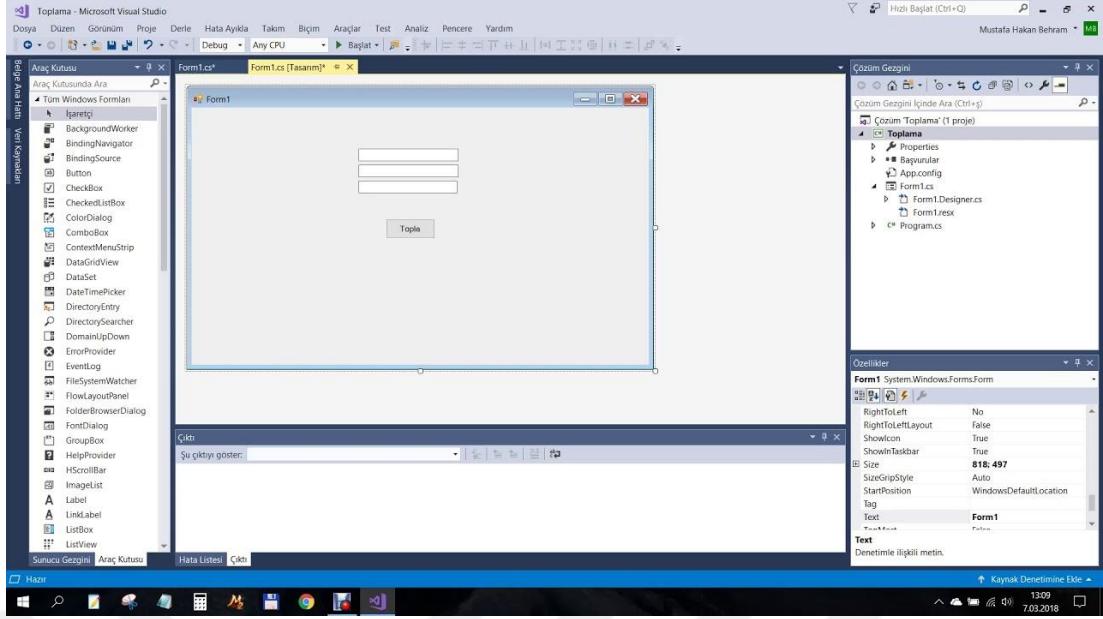 Toplama - Microsoft Visual Studio
Hızlı Başlat (Ctrl+Q)
Dosya Düzen Görünüm Proje Derle Hata Ayıkla Takım Biçim Araçlar Test Analiz Pencere Yardım
Mustafa Hakan Behram
MB
Debug Any CPU Başlat
Belge Ana Hattı
Veri Kaynakları
Araç Kutusu
Araç Kutusunda Ara
Tüm Windows Formları
İşaretçi
BackgroundWorker
BindingNavigator
BindingSource
Button
CheckBox
CheckedListBox
ColorDialog
ComboBox
ContextMenuStrip
DataGridView
DataSet
DateTimePicker
DirectoryEntry
DirectorySearcher
DomainUpDown
ErrorProvider
EventLog
FileSystemWatcher
FlowLayoutPanel
FolderBrowserDialog
FontDialog
GroupBox
HelpProvider
HScrollBar
ImageList
Label
LinkLabel
ListBox
ListView
Sunucu Gezgini Araç Kutusu
Form1.cs* Form1.cs [Tasarım]*
Form1
Topla
Çıktı
Şu çıktıyı göster:
Hata Listesi Çıktı
Çözüm Gezgini
Çözüm Gezgini İçinde Ara (Ctrl+ş)
Çözüm 'Toplama' (1 proje)
Toplama
Properties
Başvurular
App.config
Form1.cs
Form1.Designer.cs
Form1.resx
Program.cs
Özellikler
Form1 System.Windows.Forms.Form
RightToLeft No
RightToLeftLayout False
ShowIcon True
ShowInTaskbar True
Size 818; 497
SizeGripStyle Auto
StartPosition WindowsDefaultLocation
Tag
Text Form1
Text
Denetimle ilişkili metin.
Hazır
Kaynak Denetimine Ekle
13:09
7.03.2018